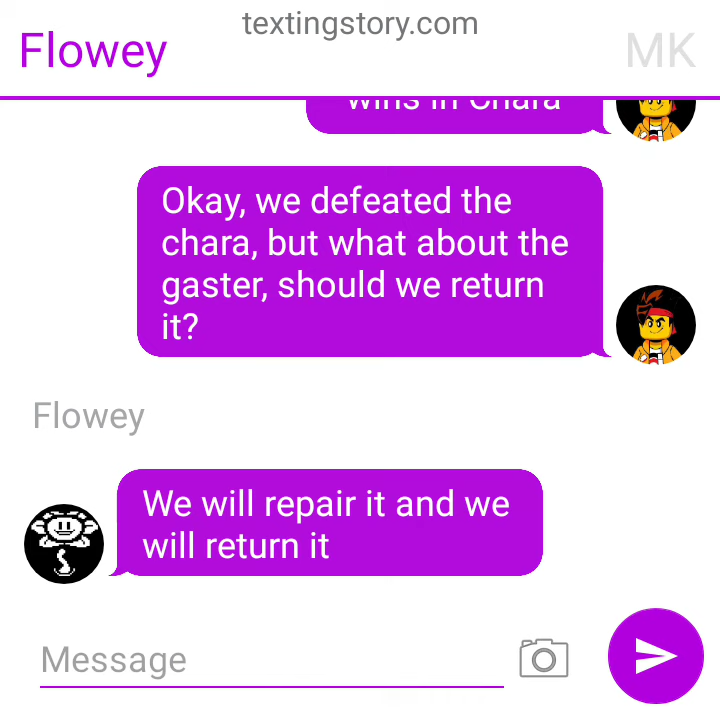 textingstory.com
Flowey
MK
wins in Chara
Okay, we defeated the
chara, but what about the
gaster, should we return
it?
Flowey
We will repair it and we
will return it
Message